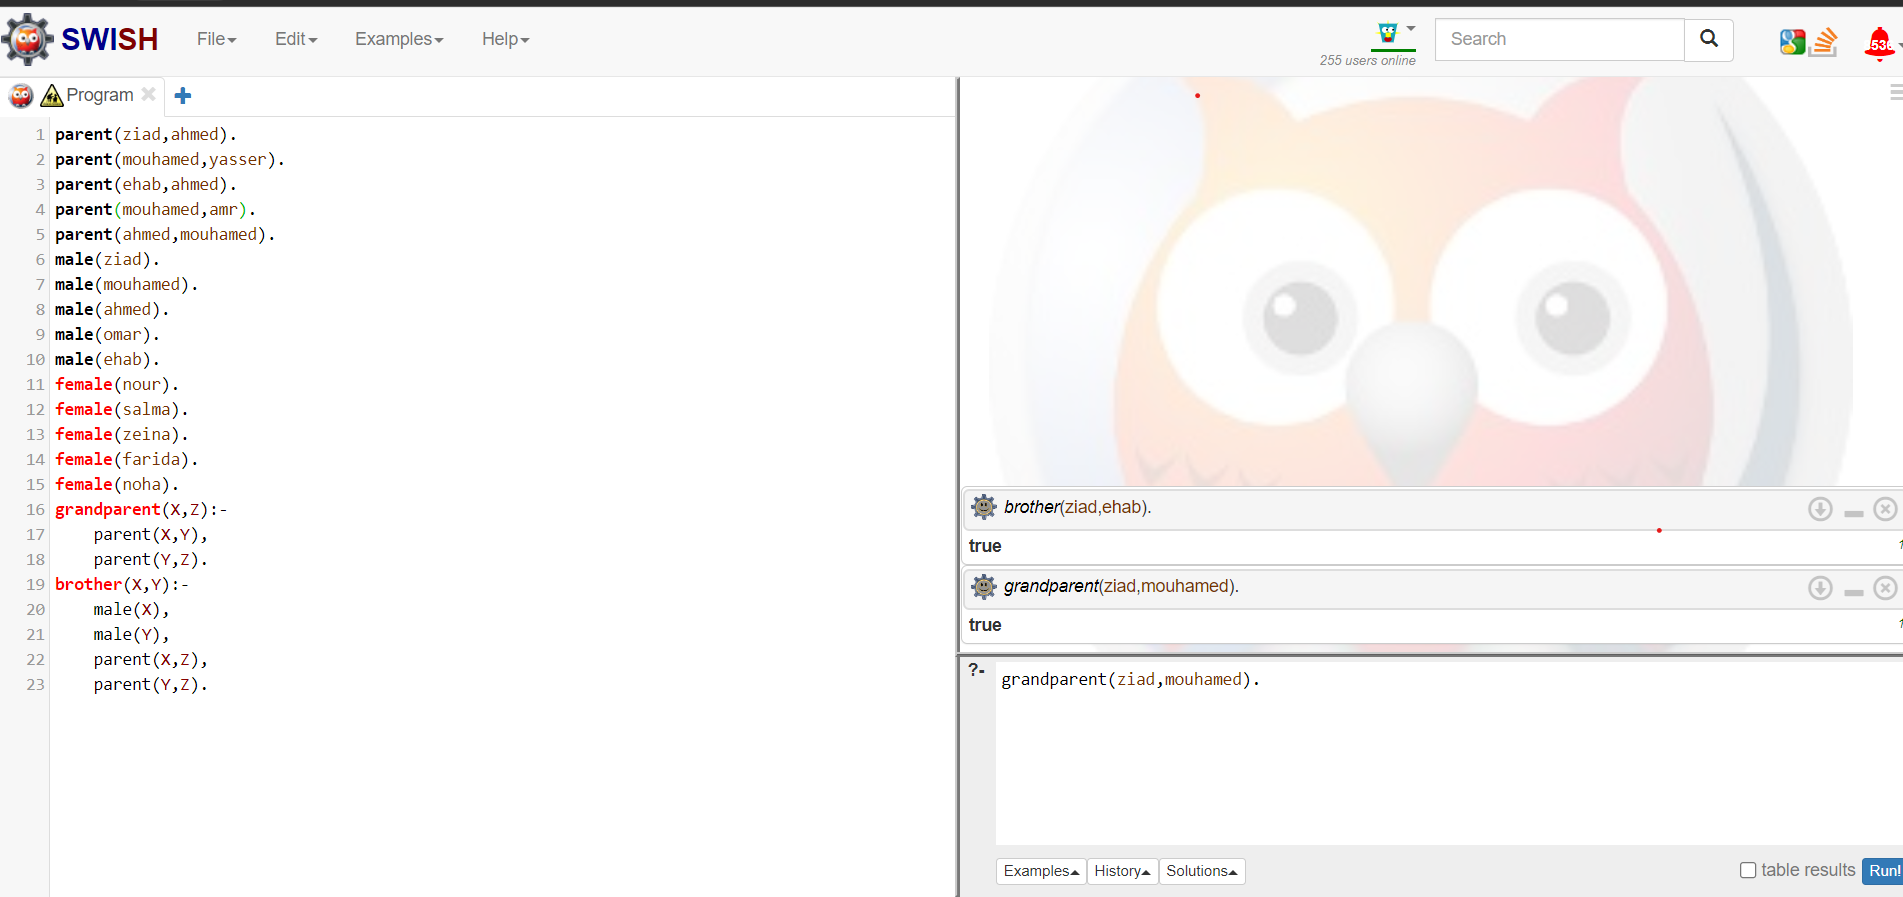 SWISH File Edit Examples Help 255 users online Search 536
Program
1 parent(ziad,ahmed).
2 parent(mouhamed,yasser).
3 parent(ehab,ahmed).
4 parent(mouhamed,amr).
5 parent(ahmed,mouhamed).
6 male(ziad).
7 male(mouhamed).
8 male(ahmed).
9 male(omar).
10 male(ehab).
11 female(nour).
12 female(salma).
13 female(zeina).
14 female(farida).
15 female(noha).
16 grandparent(X,Z):-
17 parent(X,Y),
18 parent(Y,Z).
19 brother(X,Y):-
20 male(X),
21 male(Y),
22 parent(X,Z),
23 parent(Y,Z).
brother(ziad,ehab).
true
grandparent(ziad,mouhamed).
true
?- grandparent(ziad,mouhamed).
Examples History Solutions table results Run!